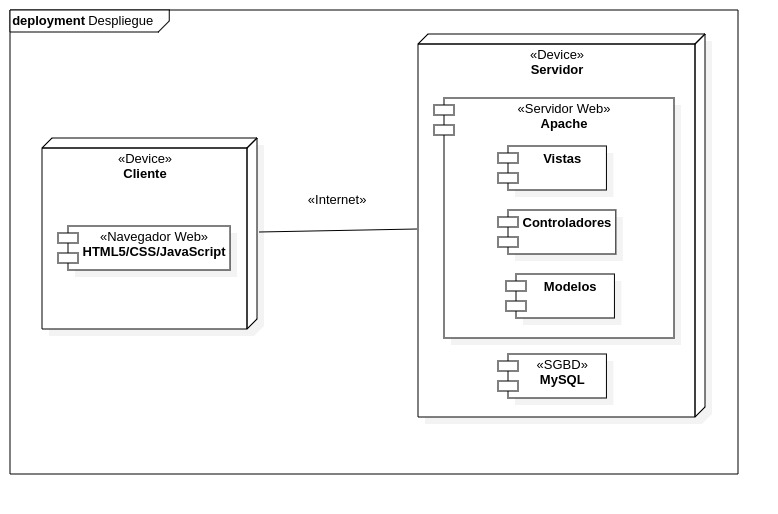 deployment Despliegue
«Device»
Cliente
«Navegador Web»
HTML5/CSS/JavaScript
«Internet»
«Device»
Servidor
«Servidor Web»
Apache
Vistas
Controladores
Modelos
«SGBD»
MySQL